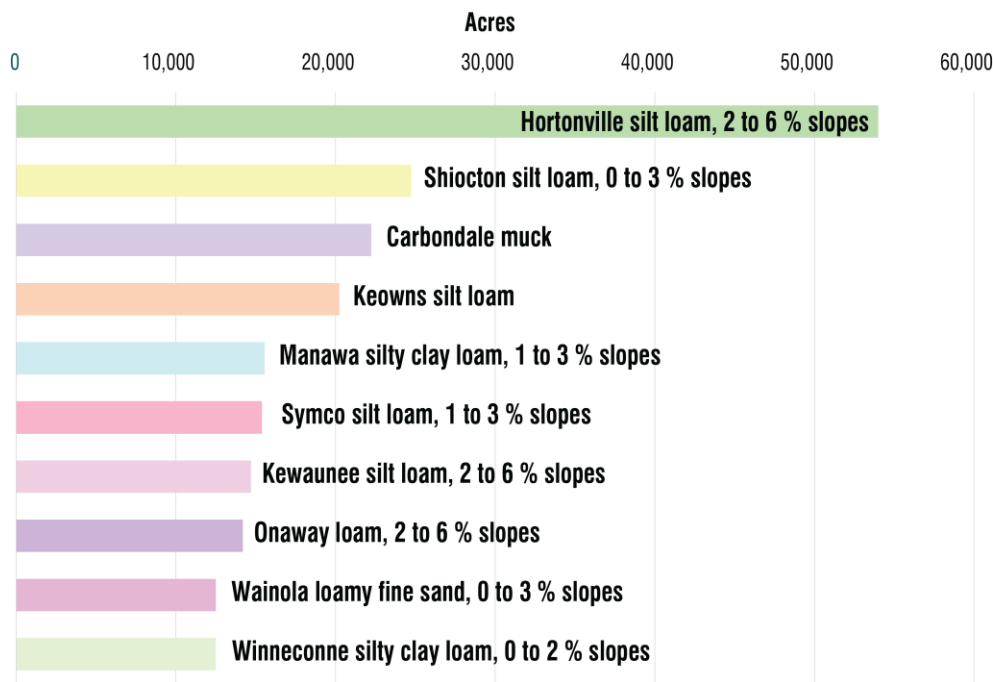 Acres
0 10,000 20,000 30,000 40,000 50,000 60,000
Hortonville silt loam, 2 to 6 % slopes
Shiocton silt loam, 0 to 3 % slopes
Carbondale muck
Keowns silt loam
Manawa silty clay loam, 1 to 3 % slopes
Symco silt loam, 1 to 3 % slopes
Kewaunee silt loam, 2 to 6 % slopes
Onaway loam, 2 to 6 % slopes
Wainola loamy fine sand, 0 to 3 % slopes
Winneconne silty clay loam, 0 to 2 % slopes